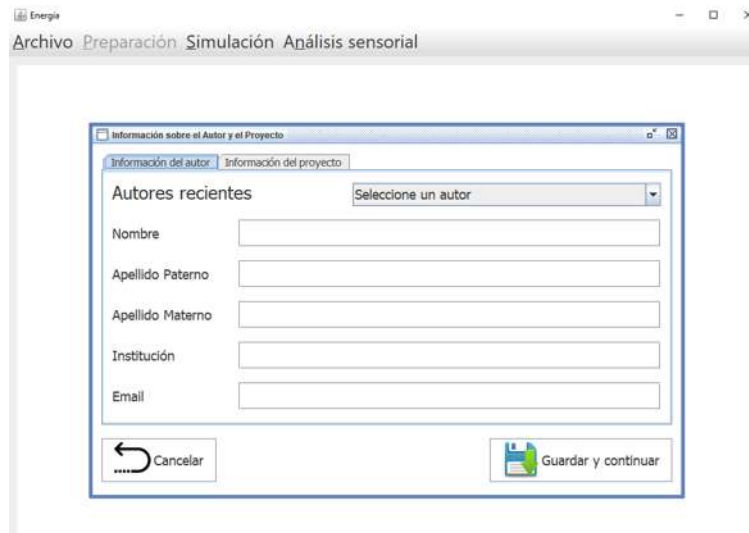 Energía
Archivo Preparación Simulación Análisis sensorial
Información sobre el Autor y el Proyecto
Información del autor Información del proyecto
Autores recientes Seleccione un autor
Nombre
Apellido Paterno
Apellido Materno
Institución
Email
Cancelar Guardar y continuar